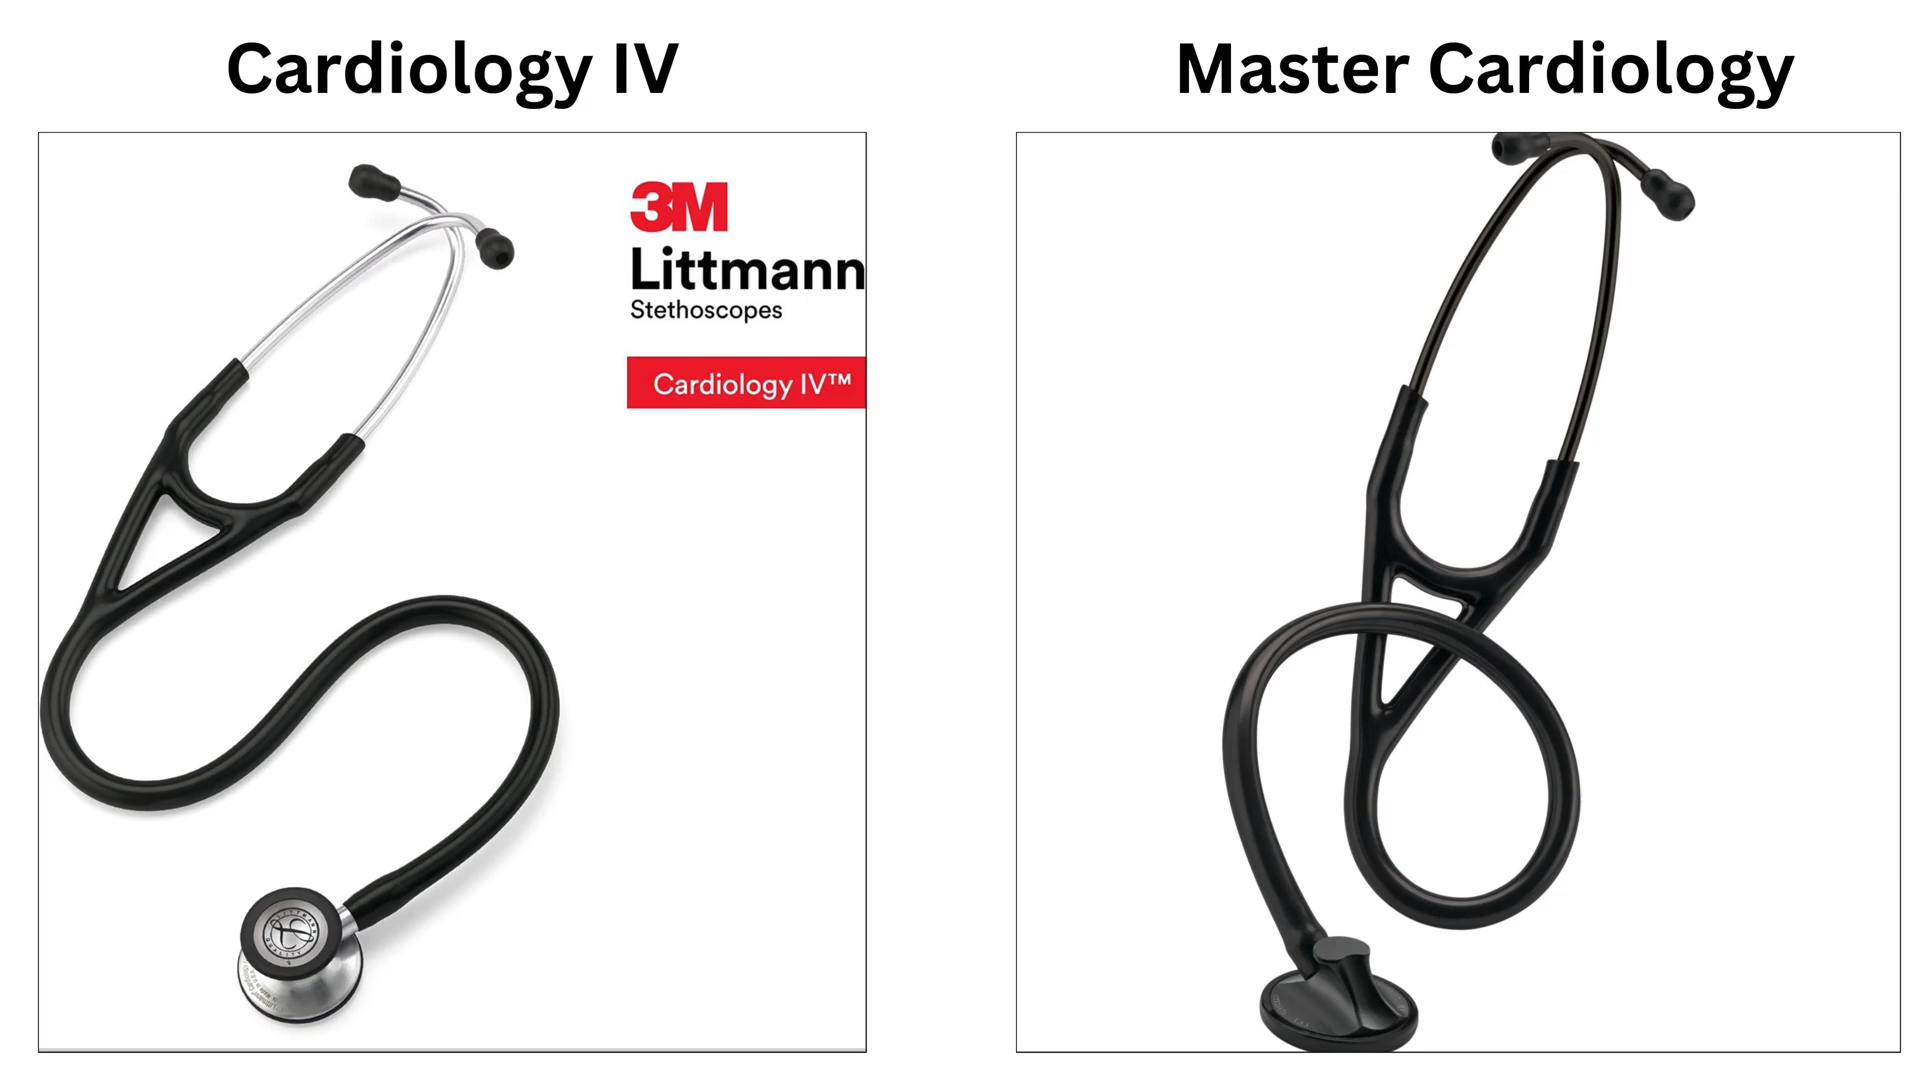 Cardiology IV
Master Cardiology
3M
Littmann
Stethoscopes
Cardiology IV™